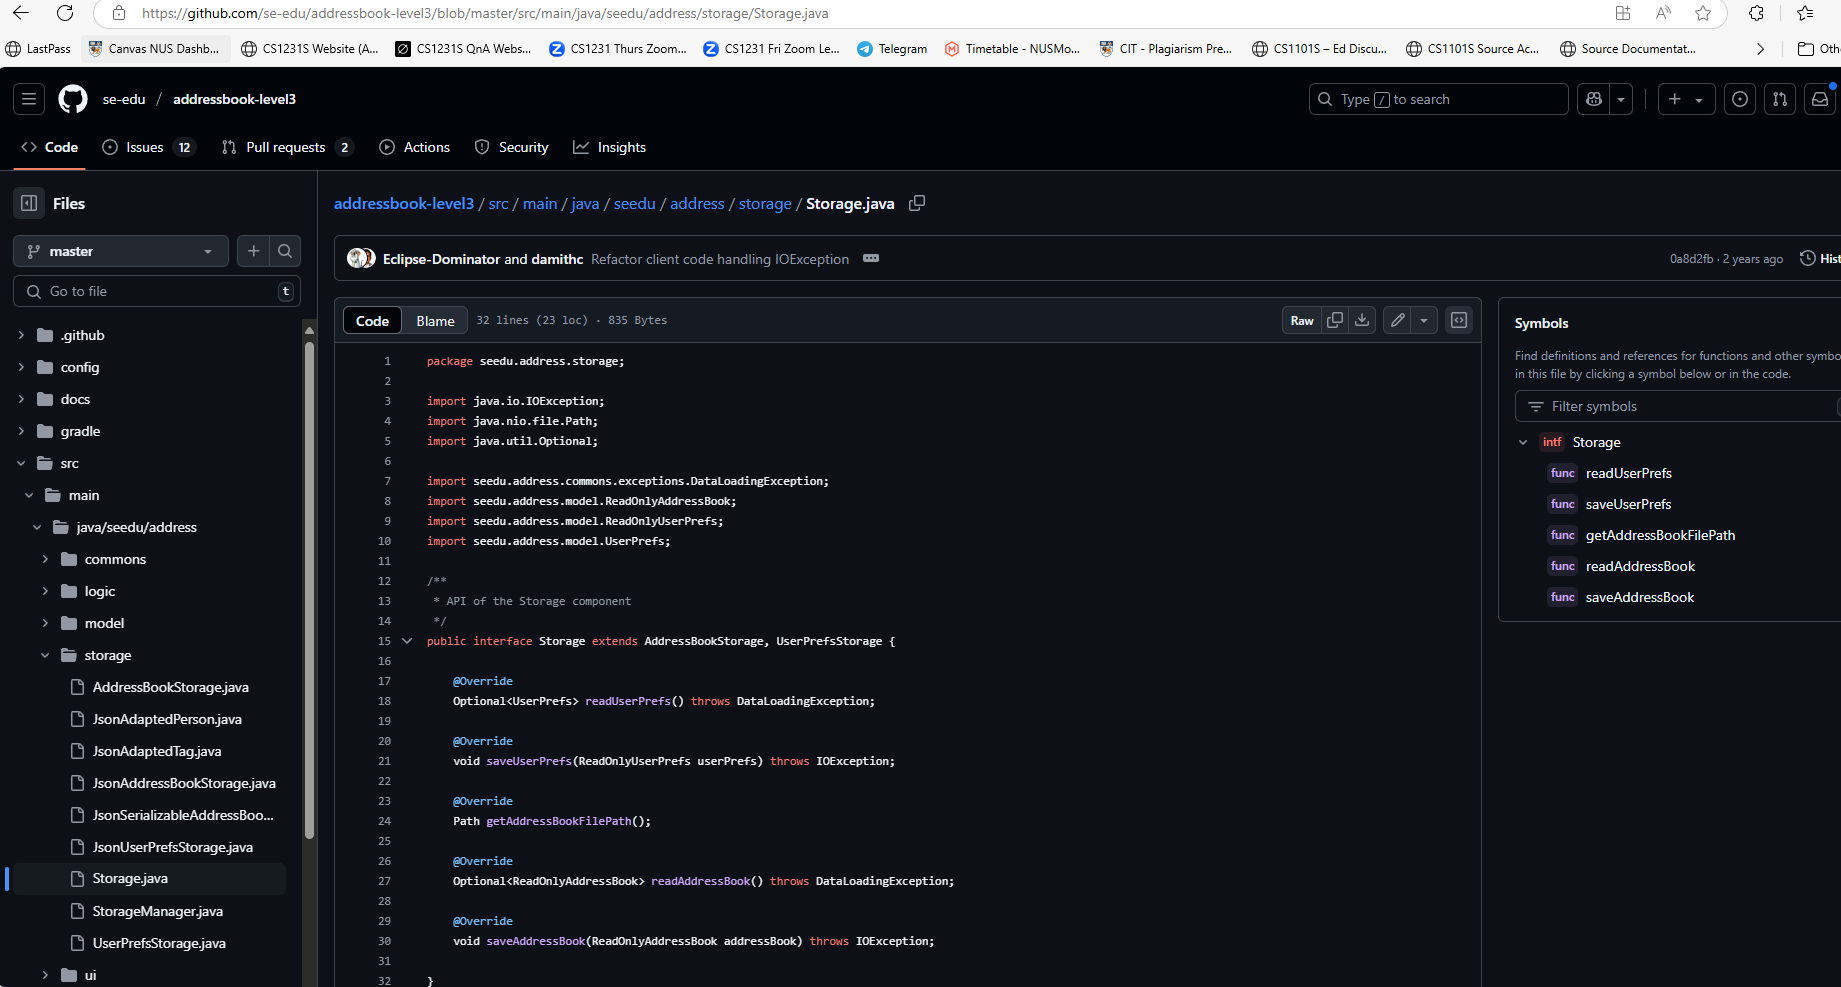 https://github.com/se-edu/addressbook-level3/blob/master/src/main/java/seedu/address/storage/Storage.java
LastPass
Canvas NUS Dashb...
CS1231S Website (A...
CS1231S QnA Webs...
CS1231 Thurs Zoom...
CS1231 Fri Zoom Le...
Telegram
Timetable - NUSMo...
CIT - Plagiarism Pre...
CS1101S – Ed Discu...
CS1101S Source Ac...
Source Documentat...
se-edu / addressbook-level3
Type / to search
Code
Issues 12
Pull requests 2
Actions
Security
Insights
Files
master
Go to file
t
.github
config
docs
gradle
src
main
java/seedu/address
commons
logic
model
storage
AddressBookStorage.java
JsonAdaptedPerson.java
JsonAdaptedTag.java
JsonAddressBookStorage.java
JsonSerializableAddressBoo...
JsonUserPrefsStorage.java
Storage.java
StorageManager.java
UserPrefsStorage.java
ui
addressbook-level3 / src / main / java / seedu / address / storage / Storage.java
Eclipse-Dominator and damithc Refactor client code handling IOException
0a8d2fb · 2 years ago
Code
Blame
32 lines (23 loc) · 835 Bytes
Raw
1 package seedu.address.storage;
2
3 import java.io.IOException;
4 import java.nio.file.Path;
5 import java.util.Optional;
6
7 import seedu.address.commons.exceptions.DataLoadingException;
8 import seedu.address.model.ReadOnlyAddressBook;
9 import seedu.address.model.ReadOnlyUserPrefs;
10 import seedu.address.model.UserPrefs;
11
12 /**
13 * API of the Storage component
14 */
15 public interface Storage extends AddressBookStorage, UserPrefsStorage {
16
17 @Override
18 Optional<UserPrefs> readUserPrefs() throws DataLoadingException;
19
20 @Override
21 void saveUserPrefs(ReadOnlyUserPrefs userPrefs) throws IOException;
22
23 @Override
24 Path getAddressBookFilePath();
25
26 @Override
27 Optional<ReadOnlyAddressBook> readAddressBook() throws DataLoadingException;
28
29 @Override
30 void saveAddressBook(ReadOnlyAddressBook addressBook) throws IOException;
31
32 }
Symbols
Find definitions and references for functions and other symbo
in this file by clicking a symbol below or in the code.
Filter symbols
intf Storage
func readUserPrefs
func saveUserPrefs
func getAddressBookFilePath
func readAddressBook
func saveAddressBook